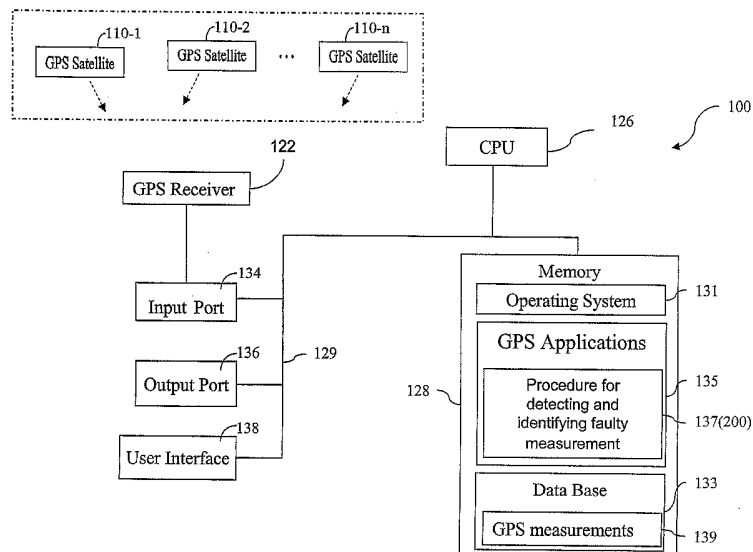 110-1
110-2
110-n
GPS Satellite
GPS Satellite
...
GPS Satellite
100
126
CPU
122
GPS Receiver
134
Input Port
129
136
Output Port
138
User Interface
Memory
Operating System
131
GPS Applications
128
135
Procedure for
detecting and
identifying faulty
measurement
137(200)
Data Base
133
GPS measurements
139